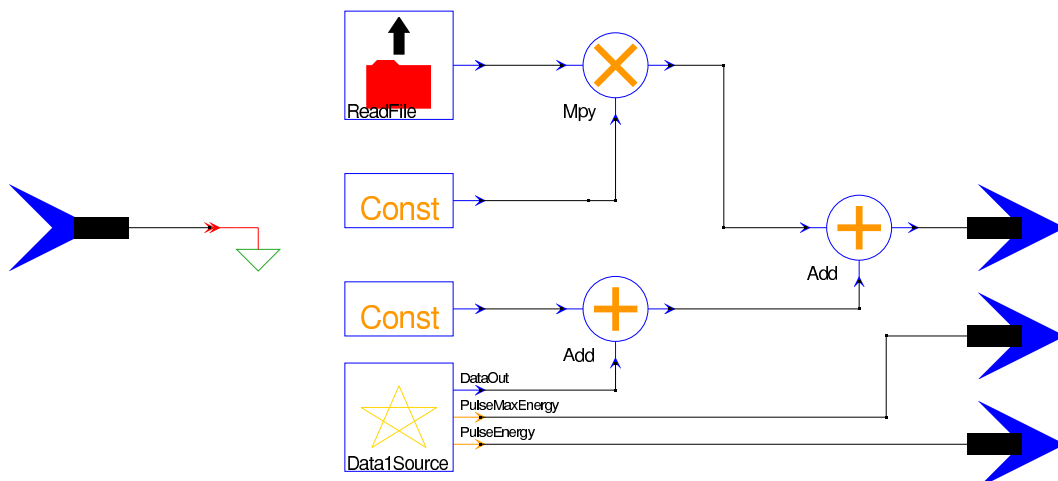 ReadFile
Mpy
Const
Add
Const
Add
DataOut
PulseMaxEnergy
PulseEnergy
Data1Source